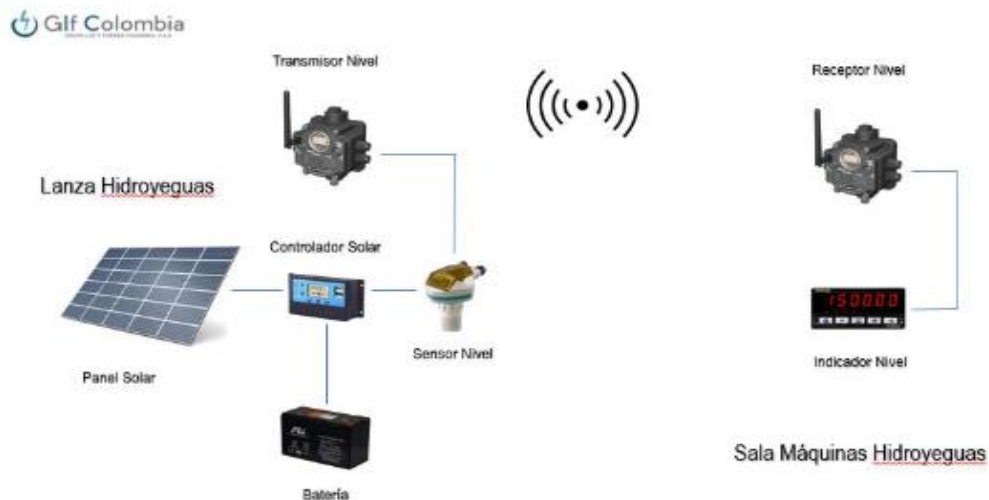 Glf Colombia
Transmisor Nivel
Receptor Nivel
Lanza Hidroyeguas
Controlador Solar
Sensor Nivel
Panel Solar
150000
Indicador Nivel
Batería
Sala Máquinas Hidroyeguas